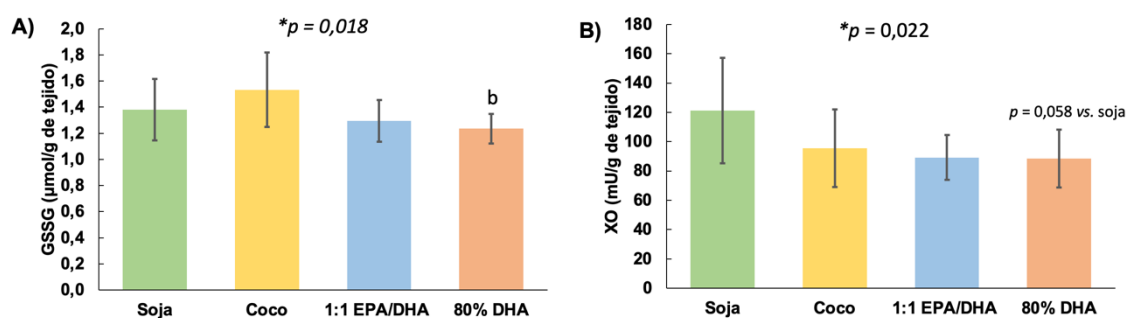 A)
*p = 0,018
GSSG (µmol/g de tejido)
2,0
1,8
1,6
1,4
1,2
1,0
0,8
0,6
0,4
0,2
0,0
b
Soja Coco 1:1 EPA/DHA 80% DHA
B)
*p = 0,022
XO (mU/g de tejido)
180
160
140
120
100
80
60
40
20
0
p = 0,058 vs. soja
Soja Coco 1:1 EPA/DHA 80% DHA